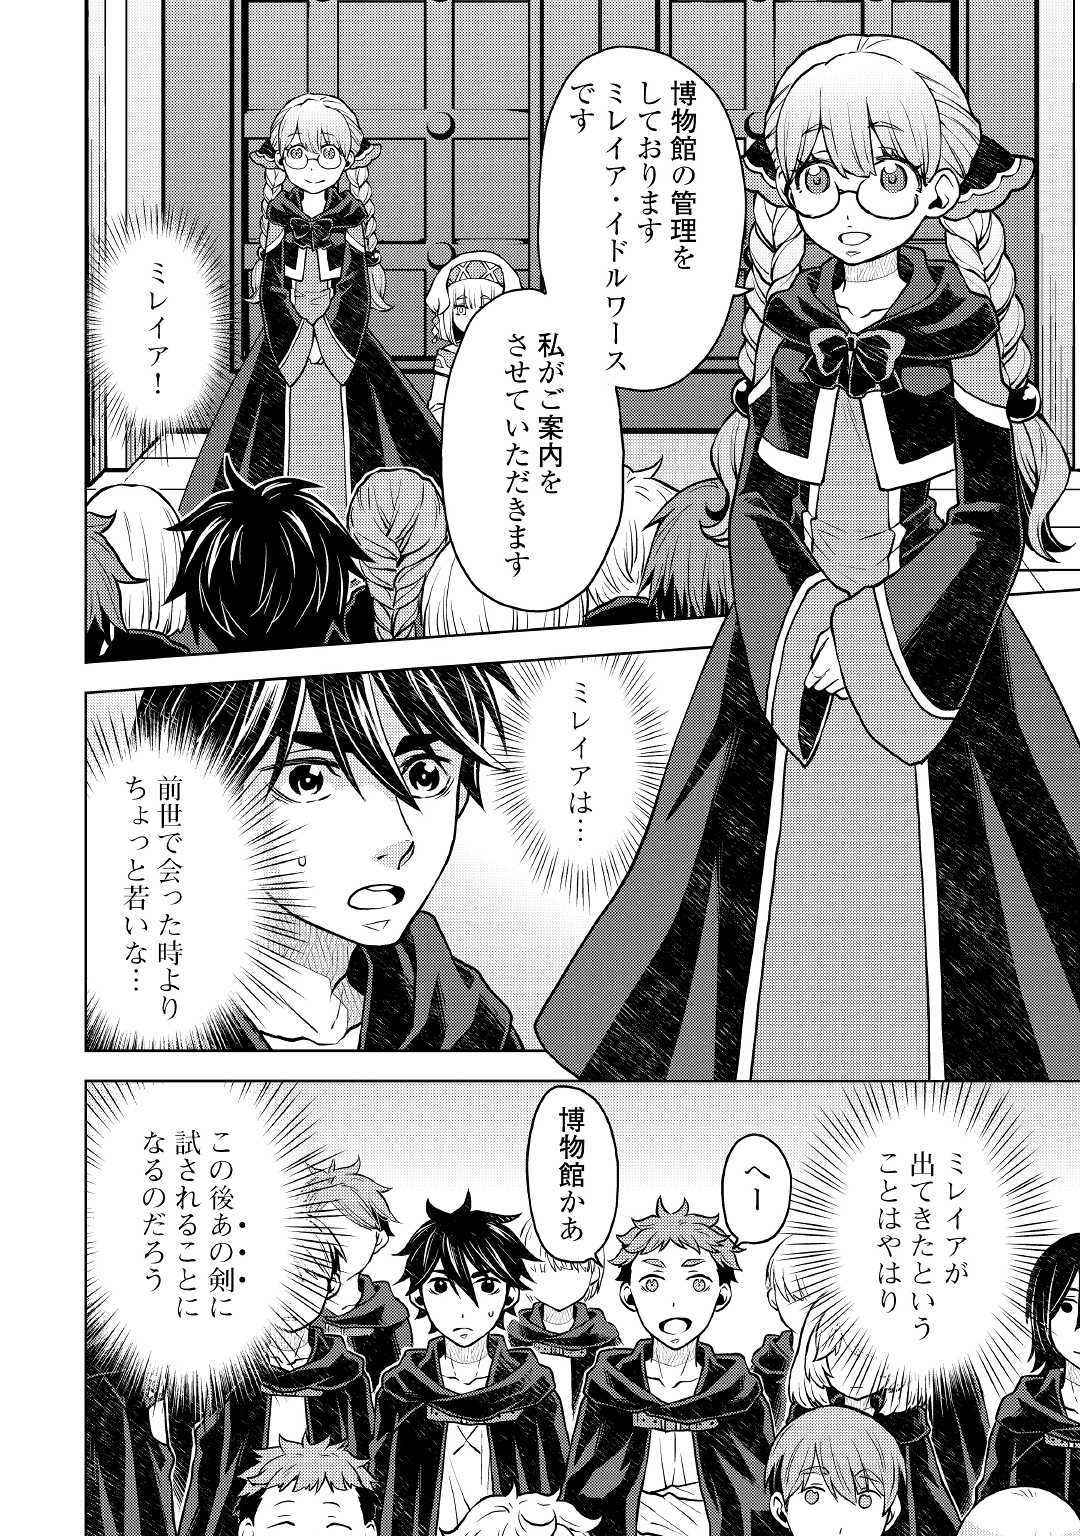 博物館の管理を
しております
ミレイア・イドルワース
です
私がご案内を
させていただきます
ミレイア！
ミレイアは…
前世で会った時より
ちょっと若いな…
ミレイアが
出てきたという
ことはやはり
へー
博物館かあ
この後あの剣に
試されることに
なるのだろう